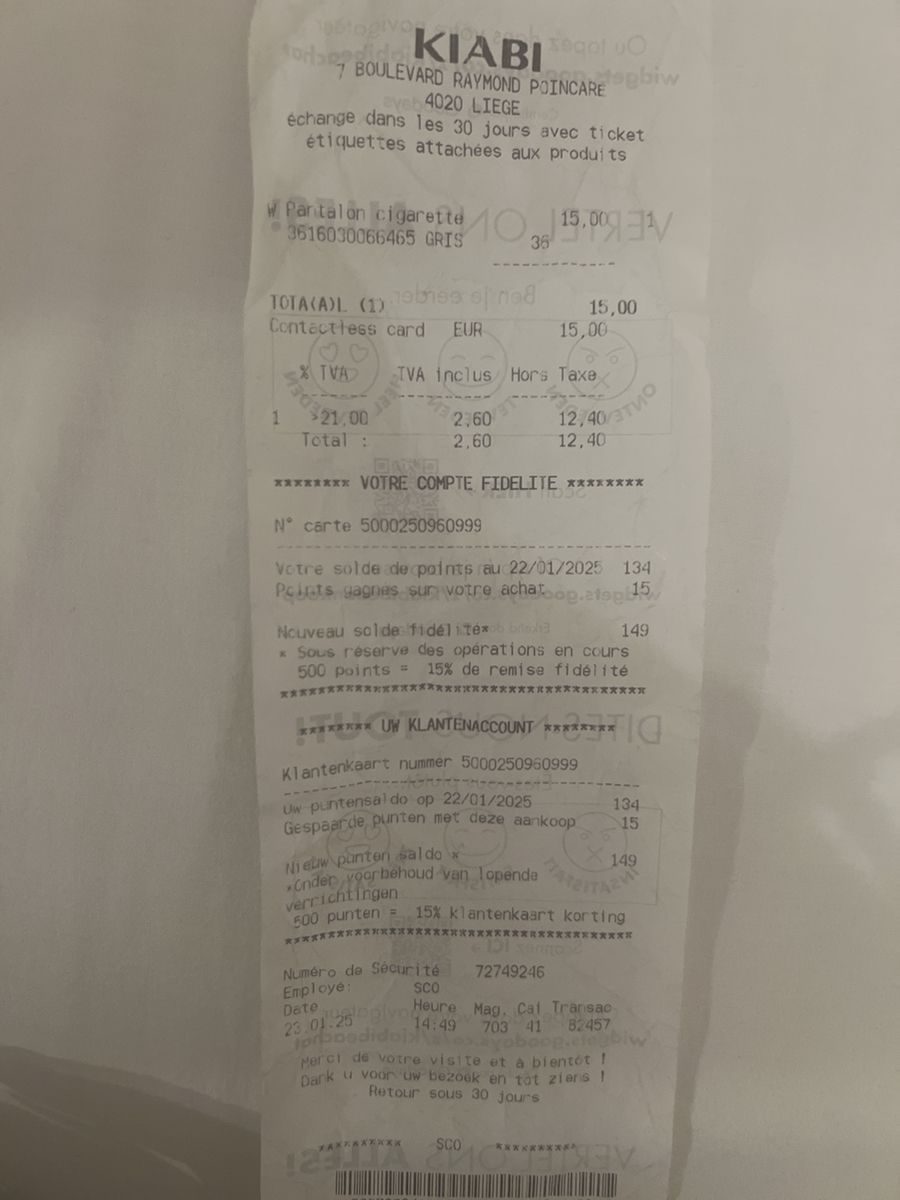 KIABI
7 BOULEVARD RAYMOND POINCARE
4020 LIEGE
échange dans les 30 jours avec ticket
étiquettes attachées aux produits
W Pantalon cigarette 15,00 1
3616030066465 GRIS 36
------------
TOTA(A)L (1) 15,00
Contactless card EUR 15,00
% TVA TVA inclus Hors Taxe
1 >21,00 2,60 12,40
Total : 2,60 12,40
******** VOTRE COMPTE FIDELITE ********
N° carte 5000250960999
Votre solde de points au 22/01/2025 134
Points gagnes sur votre achat 15
Nouveau solde fidélité* 149
* Sous réserve des opérations en cours
500 points = 15% de remise fidélité
***********************************
******** UW KLANTENACCOUNT ********
Klantenkaart nummer 5000250960999
Uw puntensaldo op 22/01/2025 134
Gespaarde punten met deze aankoop 15
Nieuw punten saldo * 149
*Onder voorbehoud van lopende
verrichtingen
500 punten = 15% klantenkaart korting
***********************************
Numéro de Sécurité 72749246
Employé: SCO
Date Heure Mag. Cai Transac
23.01.25 14:49 703 41 82457
Merci de votre visite et à bientôt !
Dank u voor uw bezoek en tot ziens !
Retour sous 30 jours
********** SCO **********